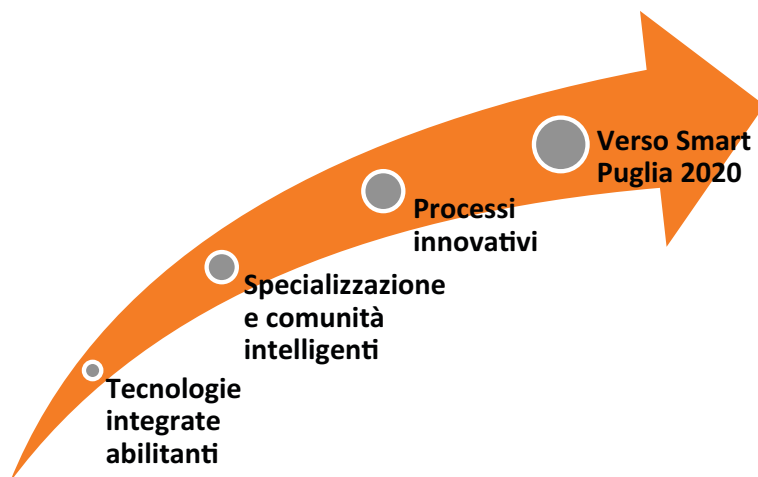 Verso Smart
Puglia 2020
Processi
innovativi
Specializzazione
e comunità
intelligenti
Tecnologie
integrate
abilitanti